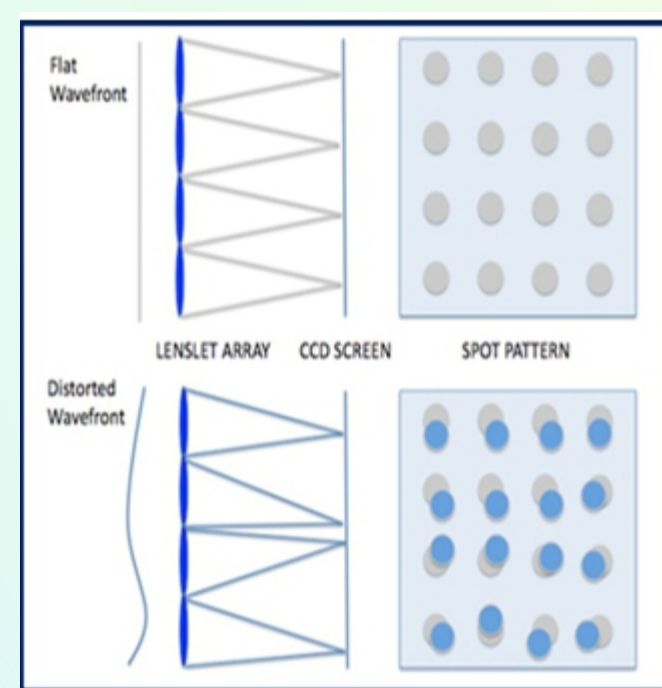 Flat
Wavefront
LENSLET ARRAY
CCD SCREEN
SPOT PATTERN
Distorted
Wavefront